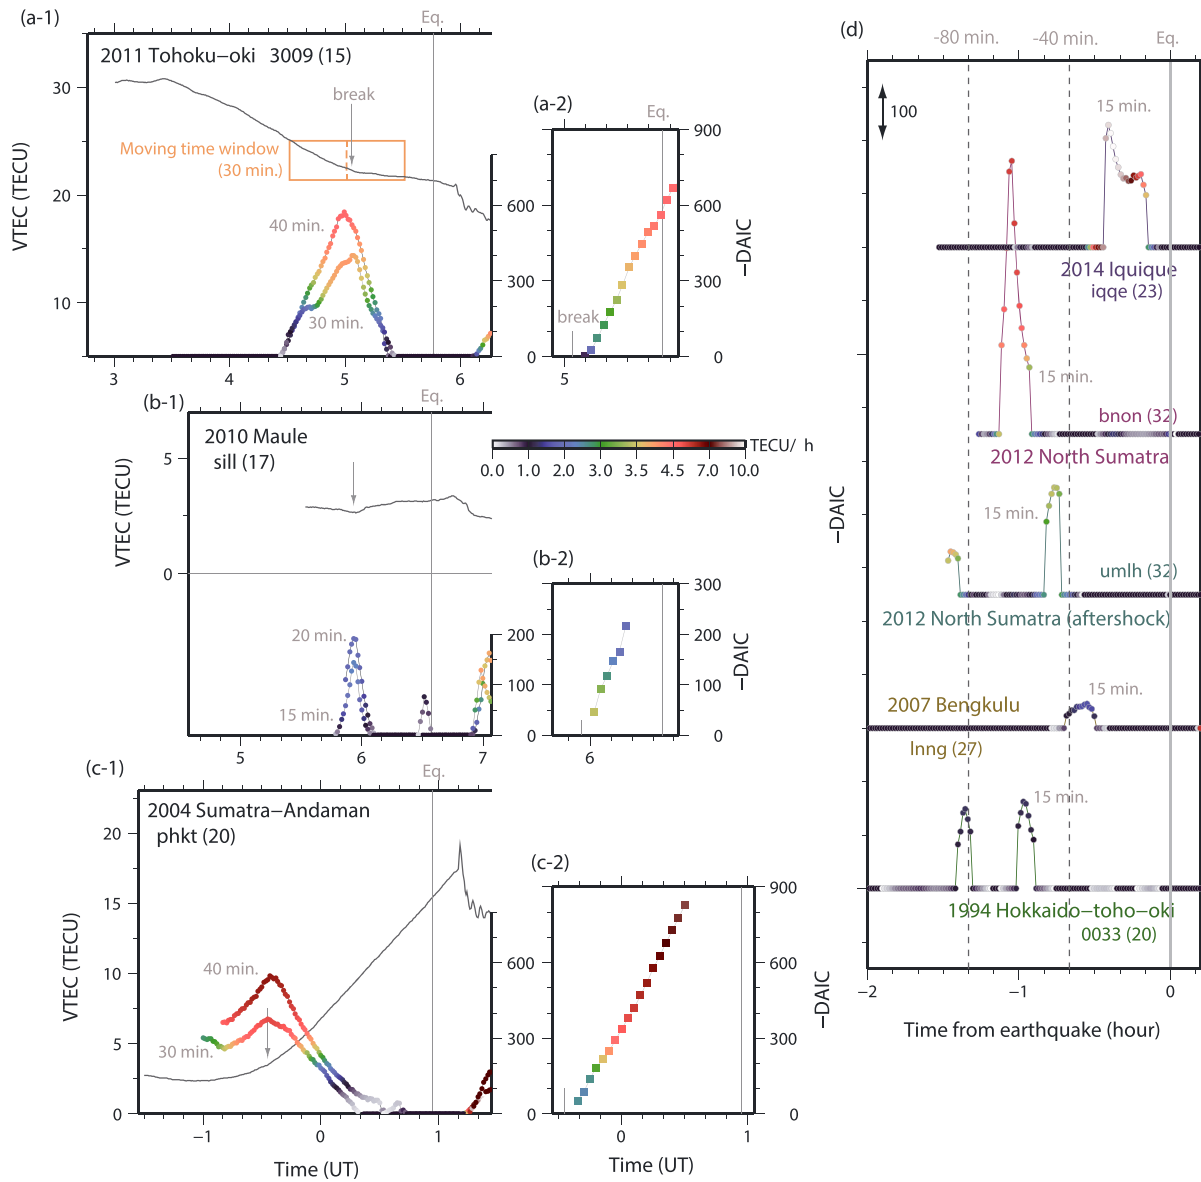 (a-1)
Eq.
2011 Tohoku−oki 3009 (15)
break
Moving time window
(30 min.)
40 min.
30 min.
VTEC (TECU)
30
20
10
3
4
5
6
(a-2)
Eq.
break
900
600
300
0
600
300
0
−DAIC
5
(b-1)
Eq.
2010 Maule
sill (17)
VTEC (TECU)
5
0
20 min.
15 min.
5
6
7
TECU/ h
0.0
1.0
2.0
3.0
3.5
4.5
7.0
10.0
(b-2)
300
200
100
0
200
100
0
−DAIC
6
(c-1)
Eq.
2004 Sumatra−Andaman
phkt (20)
VTEC (TECU)
20
15
10
5
0
40 min.
30 min.
−1
0
1
Time (UT)
(c-2)
900
600
300
0
600
300
0
−DAIC
0
1
Time (UT)
(d)
-80 min.
-40 min.
Eq.
100
15 min.
2014 Iquique
iqqe (23)
15 min.
bnon (32)
2012 North Sumatra
15 min.
umlh (32)
2012 North Sumatra (aftershock)
15 min.
2007 Bengkulu
lnng (27)
15 min.
1994 Hokkaido−toho−oki
0033 (20)
−DAIC
−2
−1
0
Time from earthquake (hour)